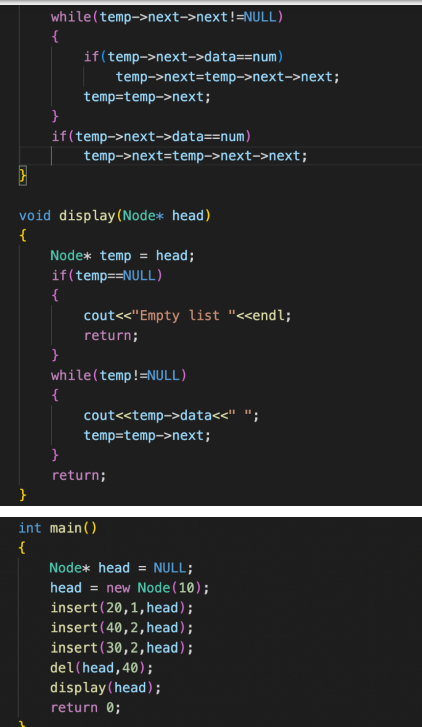 while(temp->next->next!=NULL)
{
if(temp->next->data==num)
temp->next=temp->next->next;
temp=temp->next;
}
if(temp->next->data==num)
temp->next=temp->next->next;
}
void display(Node* head)
{
Node* temp = head;
if(temp==NULL)
{
cout<<"Empty list "<<endl;
return;
}
while(temp!=NULL)
{
cout<<temp->data<<" ";
temp=temp->next;
}
return;
}
int main()
{
Node* head = NULL;
head = new Node(10);
insert(20,1,head);
insert(40,2,head);
insert(30,2,head);
del(head,40);
display(head);
return 0;
}